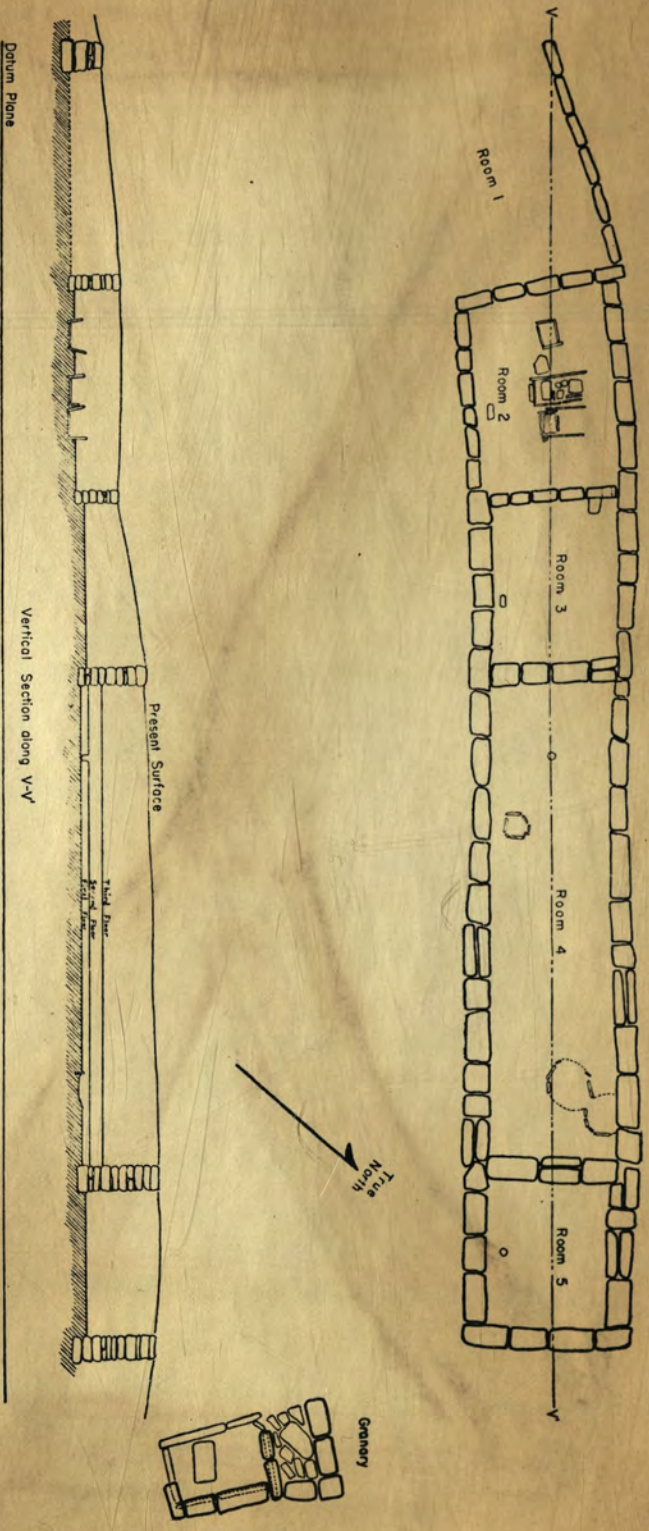 V
Room 1
Room 2
Room 3
Room 4
Room 5
V'
Granary
True
North
Present Surface
Third Floor
Second Floor
First Floor
Vertical Section along V-V'
Datum Plane